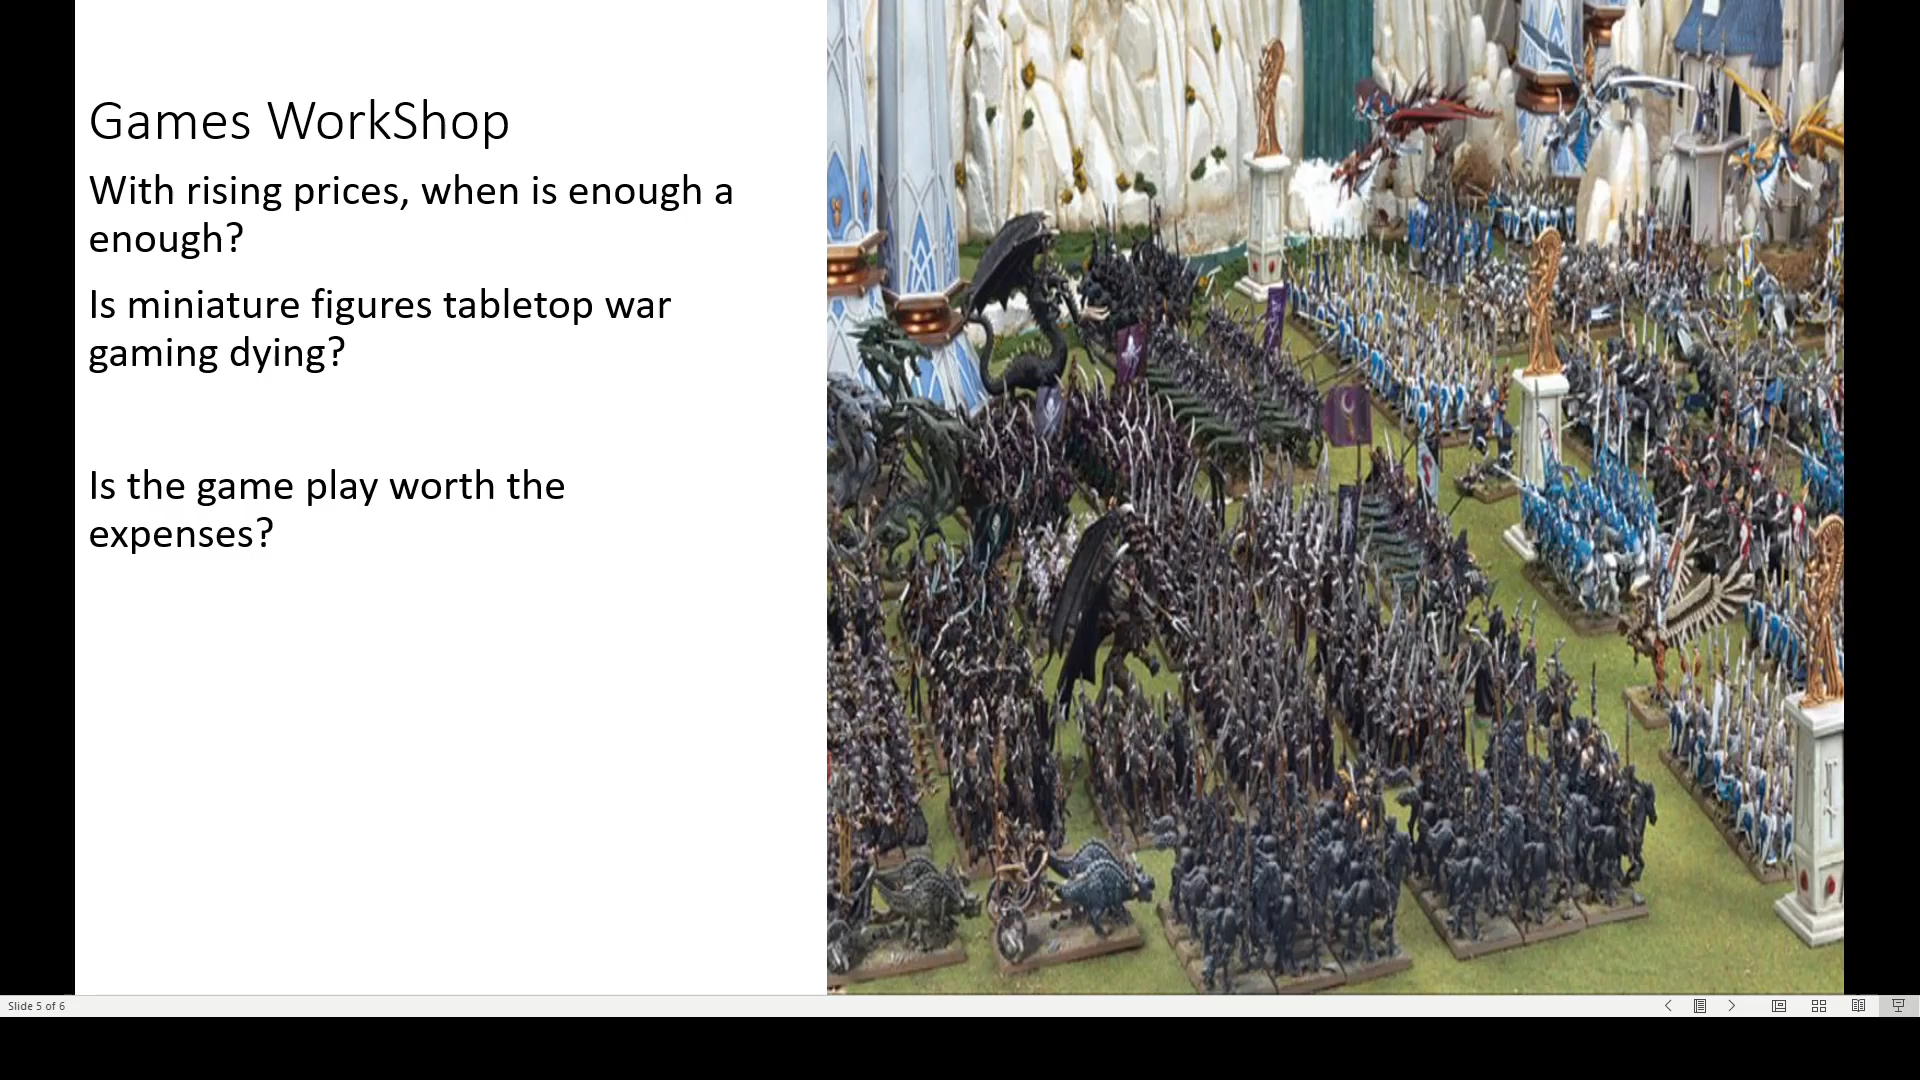 Games WorkShop
With rising prices, when is enough a
enough?
Is miniature figures tabletop war
gaming dying?
Is the game play worth the
expenses?
Slide 5 of 6